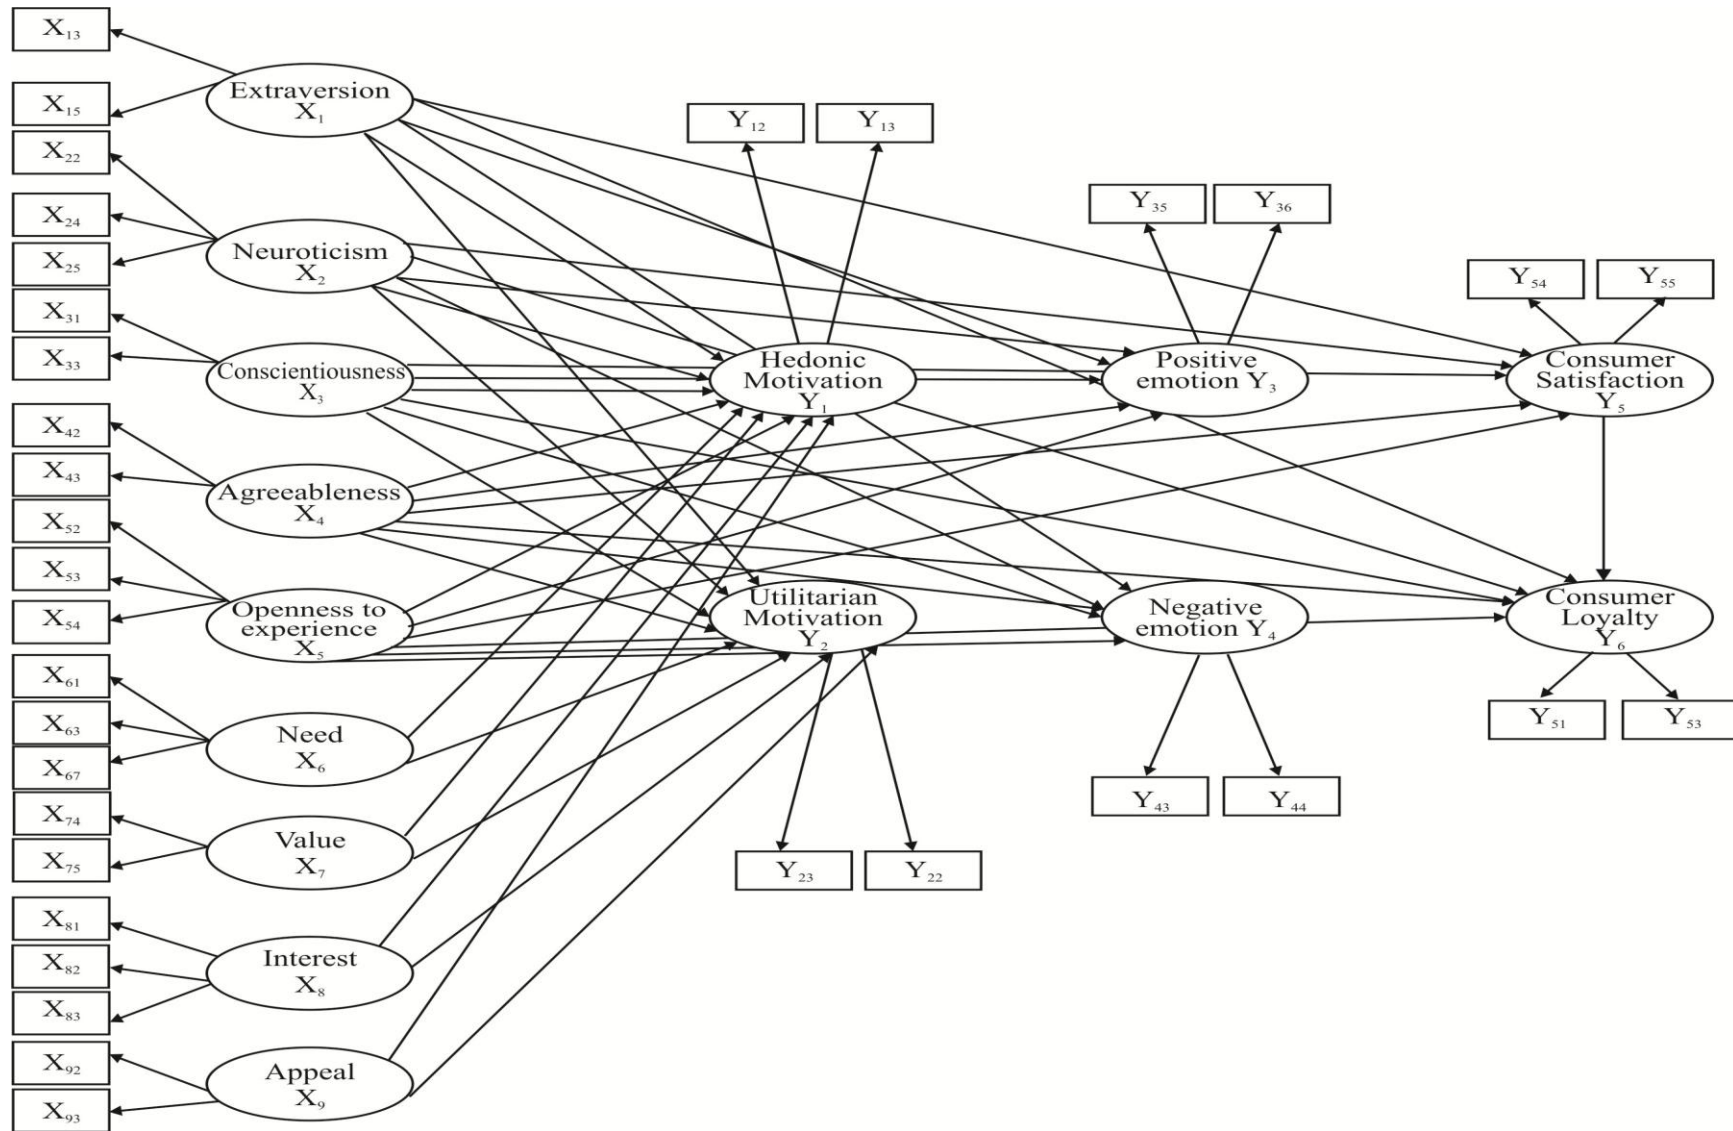 X13
X15
X22
X24
X25
X31
X33
X42
X43
X52
X53
X54
X61
X63
X67
X74
X75
X81
X82
X83
X92
X93
Extraversion
X1
Neuroticism
X2
Conscientiousness
X3
Agreeableness
X4
Openness to
experience
X5
Need
X6
Value
X7
Interest
X8
Appeal
X9
Y12
Y13
Hedonic
Motivation
Y1
Utilitarian
Motivation
Y2
Y23
Y22
Y35
Y36
Positive
emotion Y3
Negative
emotion Y4
Y43
Y44
Y54
Y55
Consumer
Satisfaction
Y5
Consumer
Loyalty
Y6
Y51
Y53